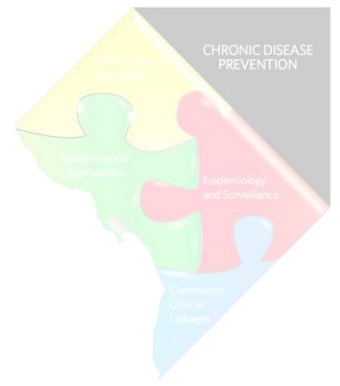 CHRONIC DISEASE
PREVENTION
Environmental
Approaches
Epidemiology
and Surveillance
Community
Clinical
Linkages